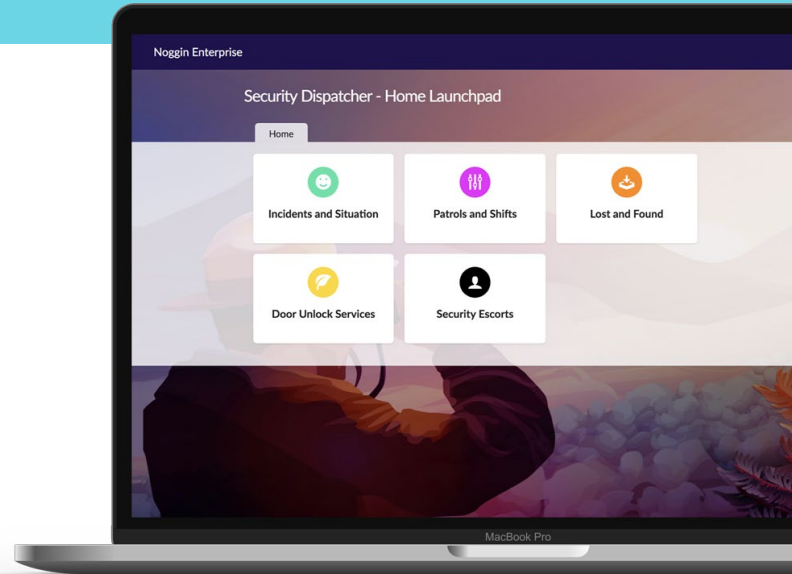 Noggin Enterprise
Security Dispatcher - Home Launchpad
Home
Incidents and Situation
Patrols and Shifts
Lost and Found
Door Unlock Services
Security Escorts
MacBook Pro